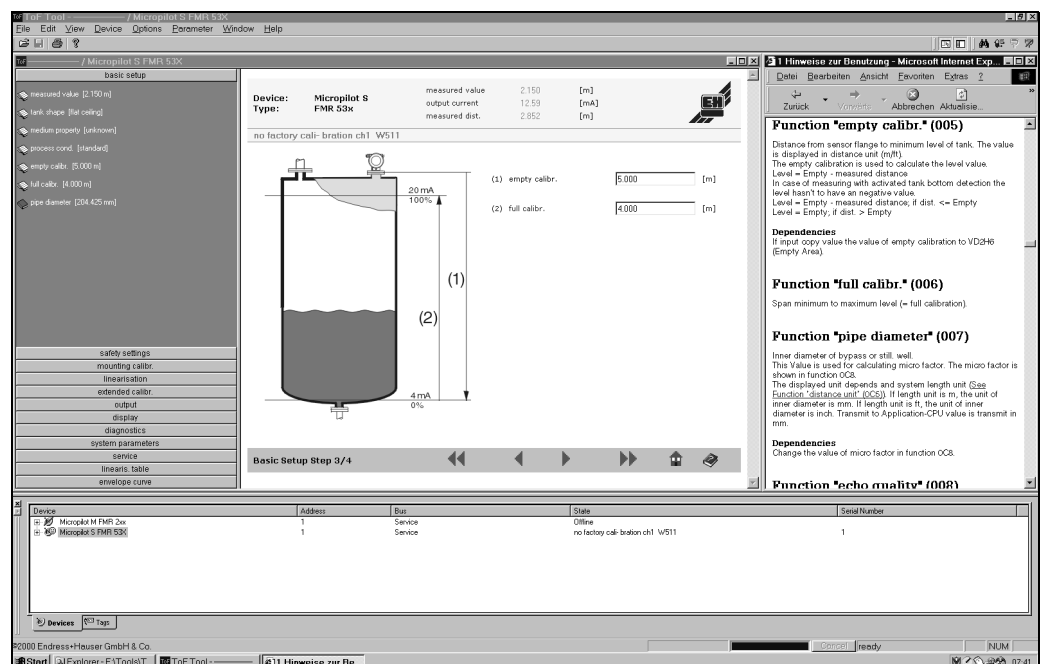 ToF Tool - ———— / Micropilot S FMR 53X
File Edit View Device Options Parameter Window Help
———— / Micropilot S FMR 53X
basic setup
measured value [2.150 m]
tank shape [flat ceiling]
medium property [unknown]
process cond. [standard]
empty calibr. [5.000 m]
full calibr. [4.000 m]
pipe diameter [204.425 mm]
safety settings
mounting calibr.
linearisation
extended calibr.
output
display
diagnostics
system parameters
service
linearis. table
envelope curve
Device: Micropilot S
Type: FMR 53x
measured value 2.150 [m]
output current 12.59 [mA]
measured dist. 2.852 [m]
EH
no factory cali- bration ch1 W511
20 mA
100%
(1)
(2)
4 mA
0%
(1) empty calibr. 5.000 [m]
(2) full calibr. 4.000 [m]
Basic Setup Step 3/4
1 Hinweise zur Benutzung - Microsoft Internet Exp...
Datei Bearbeiten Ansicht Favoriten Extras ?
Zurück Vorwärts Abbrechen Aktualisie... »
Function "empty calibr." (005)
Distance from sensor flange to minimum level of tank. The value
is displayed in distance unit (m/ft).
The empty calibration is used to calculate the level value.
Level = Empty - measured distance
In case of measuring with activated tank bottom detection the
level hasn't to have an negative value.
Level = Empty - measured distance; if dist. <= Empty
Level = Empty; if dist. > Empty
Dependencies
If input copy value the value of empty calibration to VD2H6
(Empty Area).
Function "full calibr." (006)
Span minimum to maximum level (= full calibration).
Function "pipe diameter" (007)
Inner diameter of bypass or still. well.
This Value is used for calculating micro factor. The micro factor is
shown in function 0C8.
The displayed unit depends and system length unit (See
Function "distance unit" (0C5)). If length unit is m, the unit of
inner diameter is mm. If length unit is ft, the unit of inner
diameter is inch. Transmit to Application-CPU value is transmit in
mm.
Dependencies
Change the value of micro factor in function 0C8.
Function "echo quality" (008)
Device Address Bus State Serial Number
Micropilot M FMR 2xx 1 Service Offline
Micropilot S FMR 53X 1 Service no factory cali- bration ch1 W511 1
Devices Tags
©2000 Endress+Hauser GmbH & Co. Cancel ready NUM
Start Explorer - E:\Tools\T... ToF Tool - ———— 1 Hinweise zur Be... 07:41